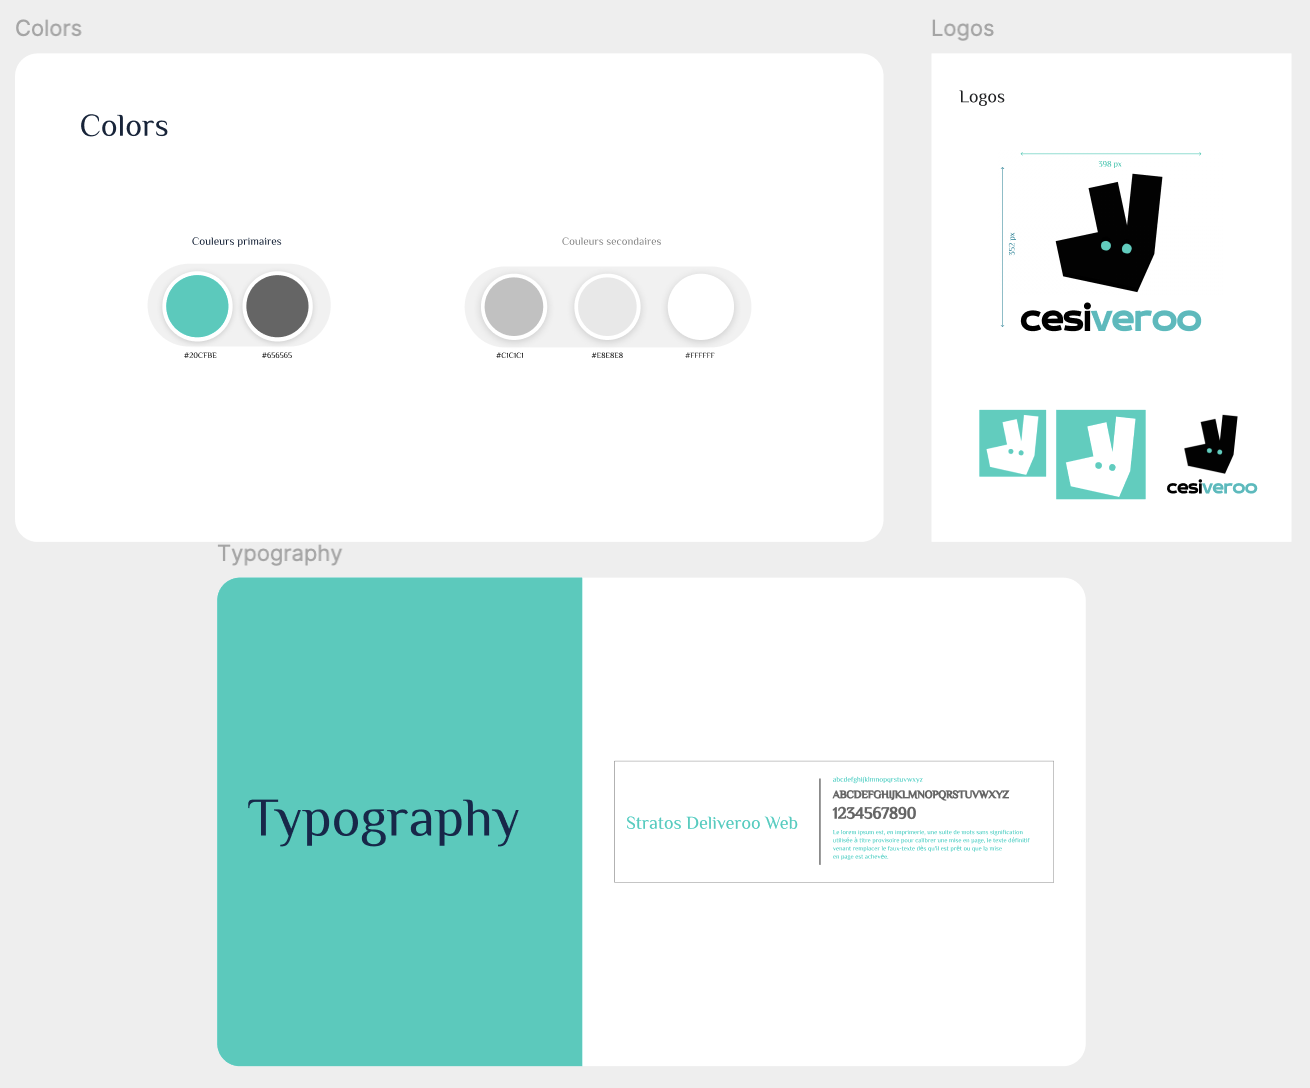 Colors
Logos
Colors
Couleurs primaires
Couleurs secondaires
#20CFBE
#656565
#C1C1C1
#E8E8E8
#FFFFFF
Logos
398 px
352 px
cesiveroo
cesiveroo
Typography
Typography
Stratos Deliveroo Web
abcdefghijklmnopqrstuvwxyz
ABCDEFGHIJKLMNOPQRSTUVWXYZ
1234567890
Le lorem ipsum est, en imprimerie, une suite de mots sans signification
utilisée à titre provisoire pour calibrer une mise en page, le texte définitif
venant remplacer le faux-texte dès qu'il est prêt ou que la mise
en page est achevée.